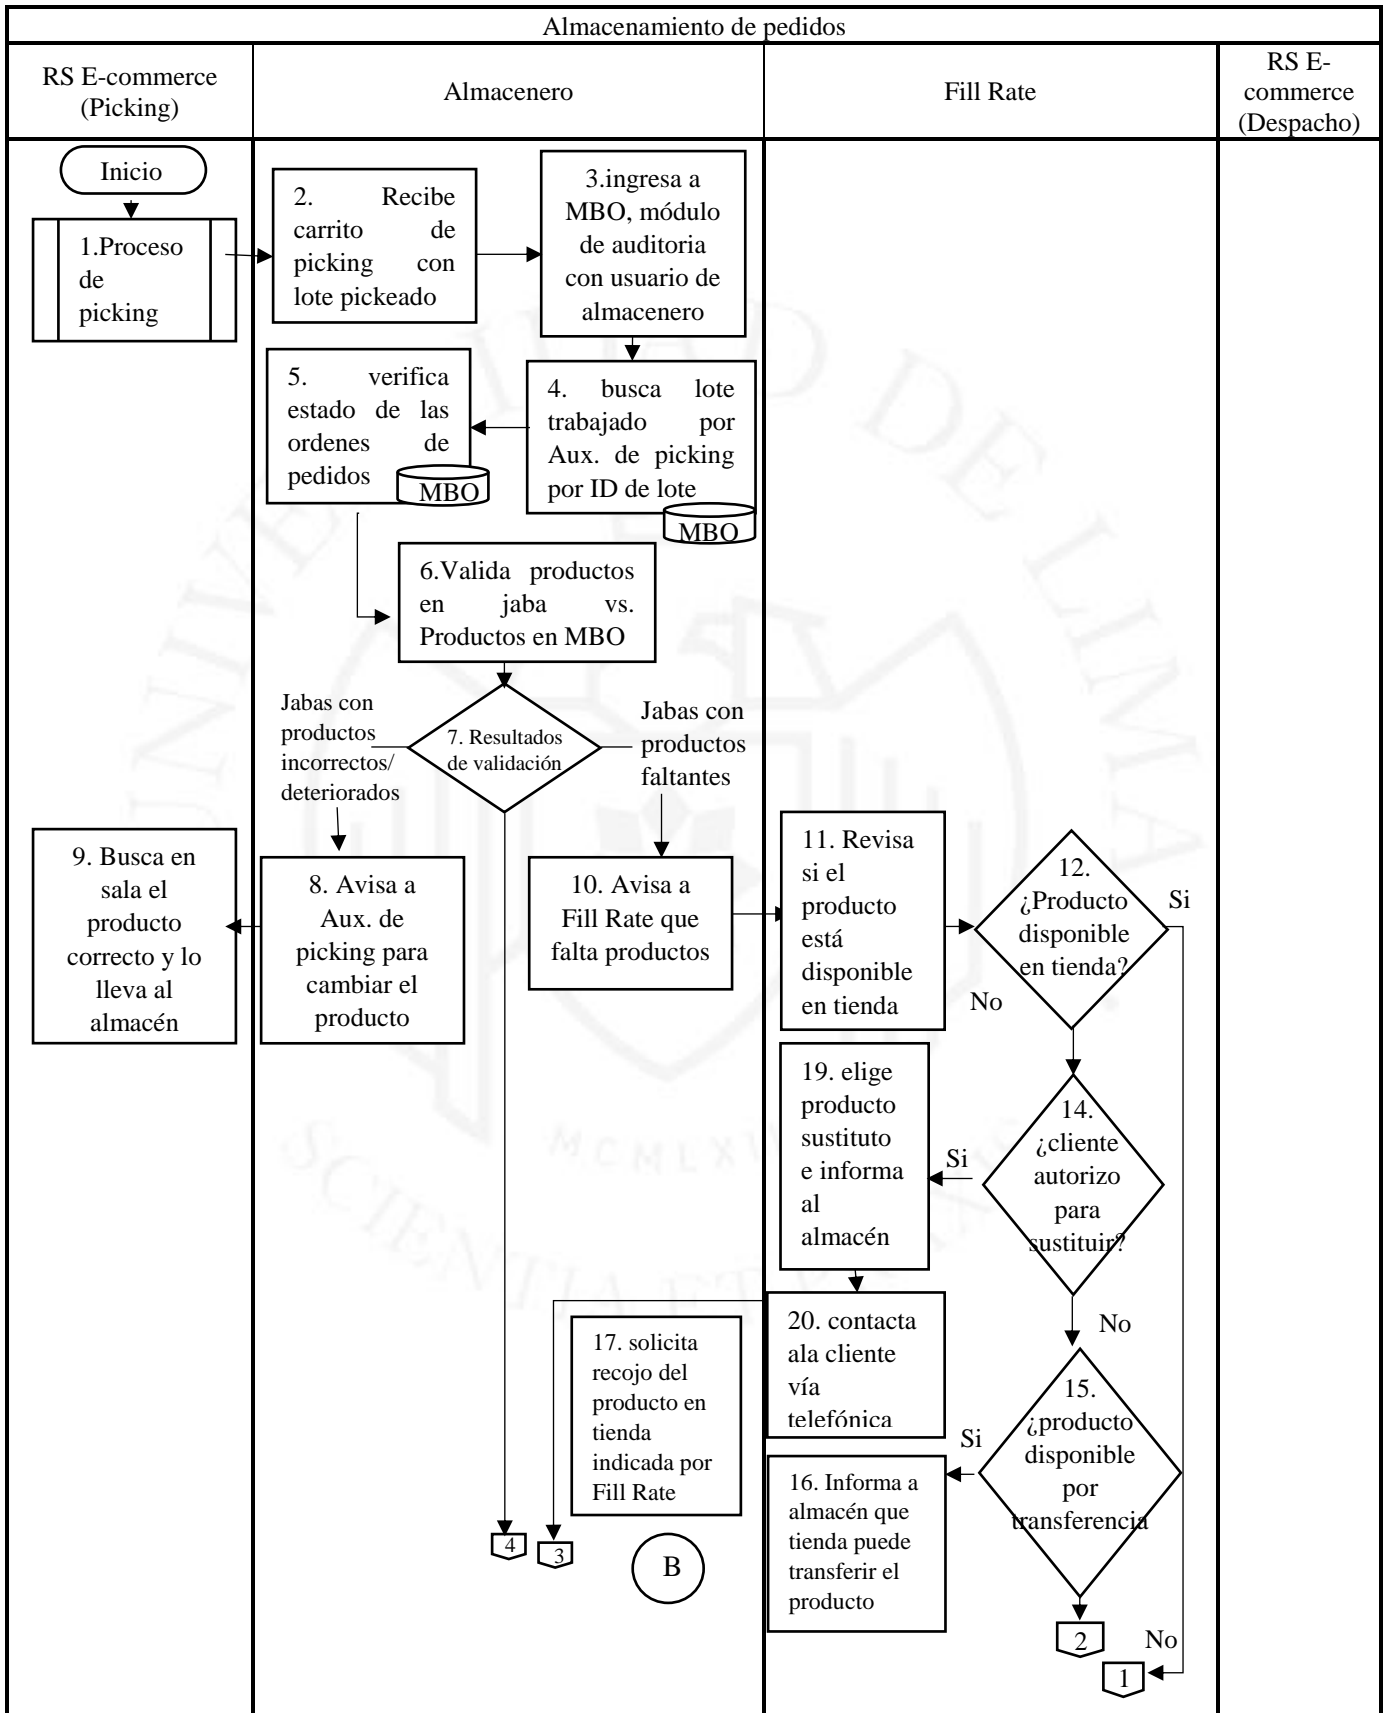 Almacenamiento de pedidos
RS E-commerce
(Picking)
Almacenero
Fill Rate
RS E-
commerce
(Despacho)
Inicio
1.Proceso
de
picking
2. Recibe
carrito de
picking con
lote pickeado
3.ingresa a
MBO, módulo
de auditoria
con usuario de
almacenero
5. verifica
estado de las
ordenes de
pedidos
MBO
4. busca lote
trabajado por
Aux. de picking
por ID de lote
MBO
6.Valida productos
en jaba vs.
Productos en MBO
Jabas con
productos
incorrectos/
deteriorados
7. Resultados
de validación
Jabas con
productos
faltantes
9. Busca en
sala el
producto
correcto y lo
lleva al
almacén
8. Avisa a
Aux. de
picking para
cambiar el
producto
10. Avisa a
Fill Rate que
falta productos
11. Revisa
si el
producto
está
disponible
en tienda
12.
¿Producto
disponible
en tienda?
Si
No
19. elige
producto
sustituto
e informa
al
almacén
Si
14.
¿cliente
autorizo
para
sustituir?
No
17. solicita
recojo del
producto en
tienda
indicada por
Fill Rate
20. contacta
ala cliente
vía
telefónica
15.
¿producto
disponible
por
transferencia
Si
16. Informa a
almacén que
tienda puede
transferir el
producto
4
3
B
2
No
1
UNIVERSIDAD DE LIMA
SCIENTIA ET PRAXIS
MCMLXII